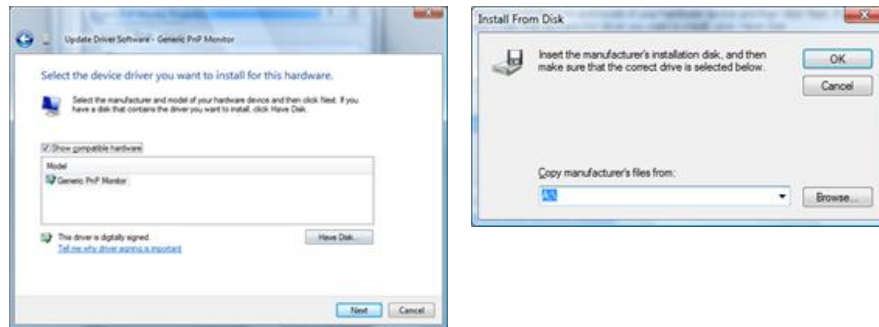 Update Driver Software - Generic PnP Monitor
Select the device driver you want to install for this hardware.
Select the manufacturer and model of your hardware device and then click Next. If you
have a disk that contains the driver you want to install, click Have Disk.
Show compatible hardware
Model
Generic PnP Monitor
This driver is digitally signed.
Have Disk...
Tell me why driver signing is important
Next
Cancel
Install From Disk
Insert the manufacturer's installation disk, and then
make sure that the correct drive is selected below.
OK
Cancel
Copy manufacturer's files from:
A:\
Browse...